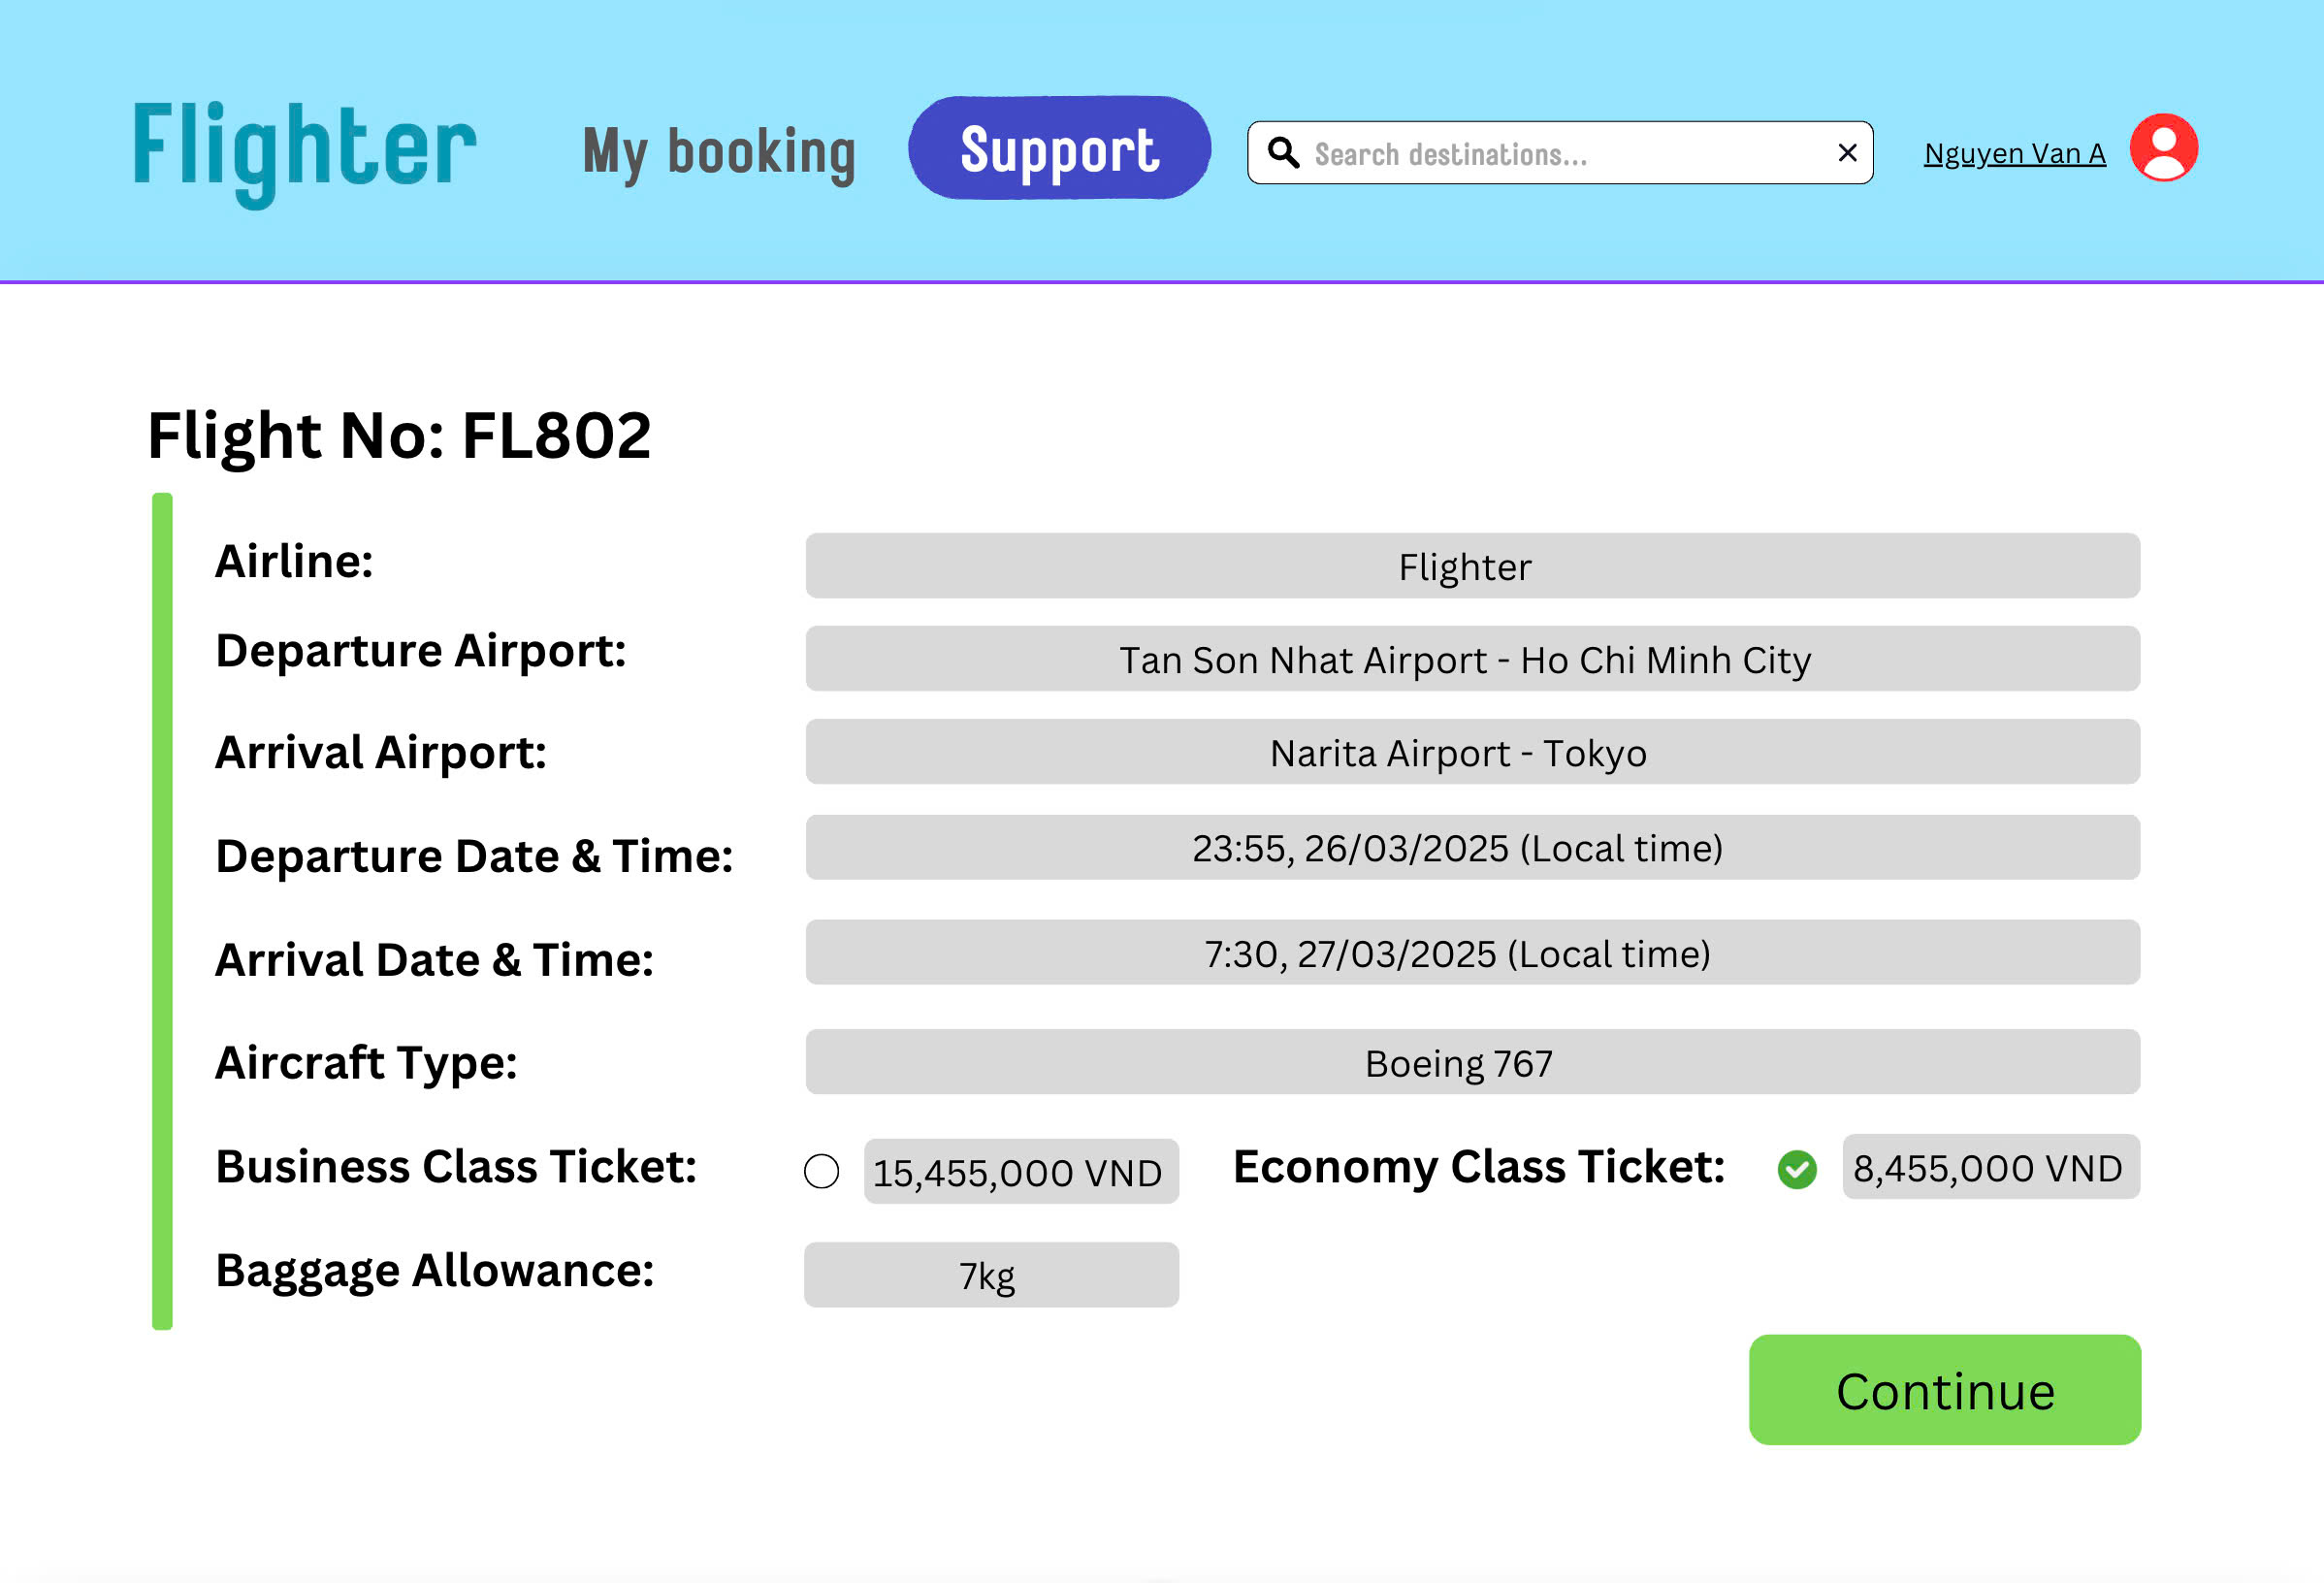 Flighter
My booking
Support
Search destinations...
Nguyen Van A
Flight No: FL802
Airline: Flighter
Departure Airport: Tan Son Nhat Airport - Ho Chi Minh City
Arrival Airport: Narita Airport - Tokyo
Departure Date & Time: 23:55, 26/03/2025 (Local time)
Arrival Date & Time: 7:30, 27/03/2025 (Local time)
Aircraft Type: Boeing 767
Business Class Ticket: 15,455,000 VND Economy Class Ticket: 8,455,000 VND
Baggage Allowance: 7kg
Continue